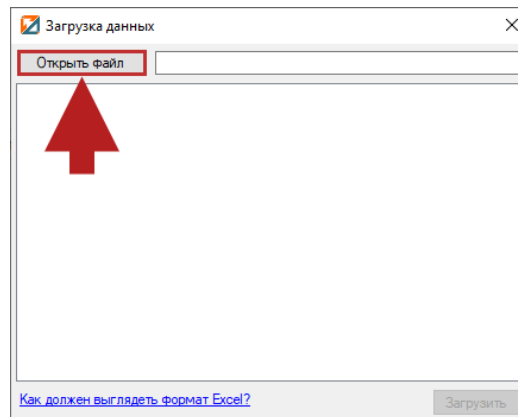 Загрузка данных
Открыть файл
Как должен выглядеть формат Excel?
Загрузить